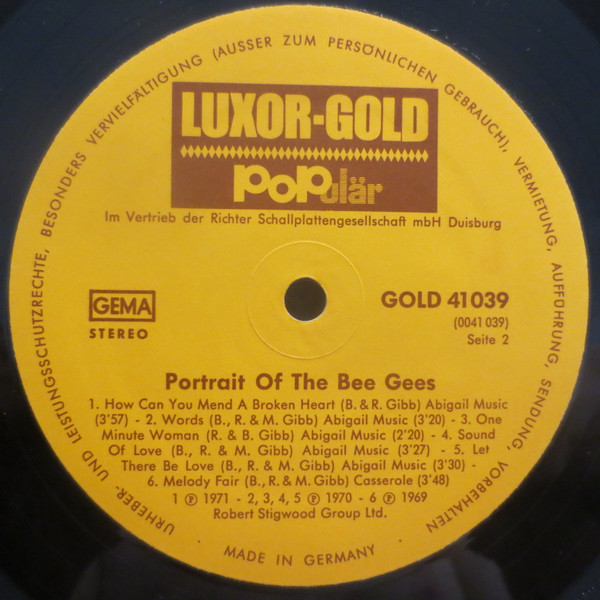 URHEBER- UND LEISTUNGSSCHUTZRECHTE, BESONDERS VERVIELFÄLTIGUNG (AUSSER ZUM PERSÖNLICHEN GEBRAUCH), VERMIETUNG, AUFFÜHRUNG, SENDUNG, VORBEHALTEN
LUXOR-GOLD
POPulär
Im Vertrieb der Richter Schallplattengesellschaft mbH Duisburg
GEMA
STEREO
GOLD 41039
(0041 039)
Seite 2
Portrait Of The Bee Gees
1. How Can You Mend A Broken Heart (B. & R. Gibb) Abigail Music
(3'57) - 2. Words (B., R. & M. Gibb) Abigail Music (3'20) - 3. One
Minute Woman (R. & B. Gibb) Abigail Music (2'20) - 4. Sound
Of Love (B., R. & M. Gibb) Abigail Music (3'27) - 5. Let
There Be Love (B., R. & M. Gibb) Abigail Music (3'30) -
6. Melody Fair (B., R. & M. Gibb) Casserole (3'48)
1 ℗ 1971 - 2, 3, 4, 5 ℗ 1970 - 6 ℗ 1969
Robert Stigwood Group Ltd.
· MADE IN GERMANY ·